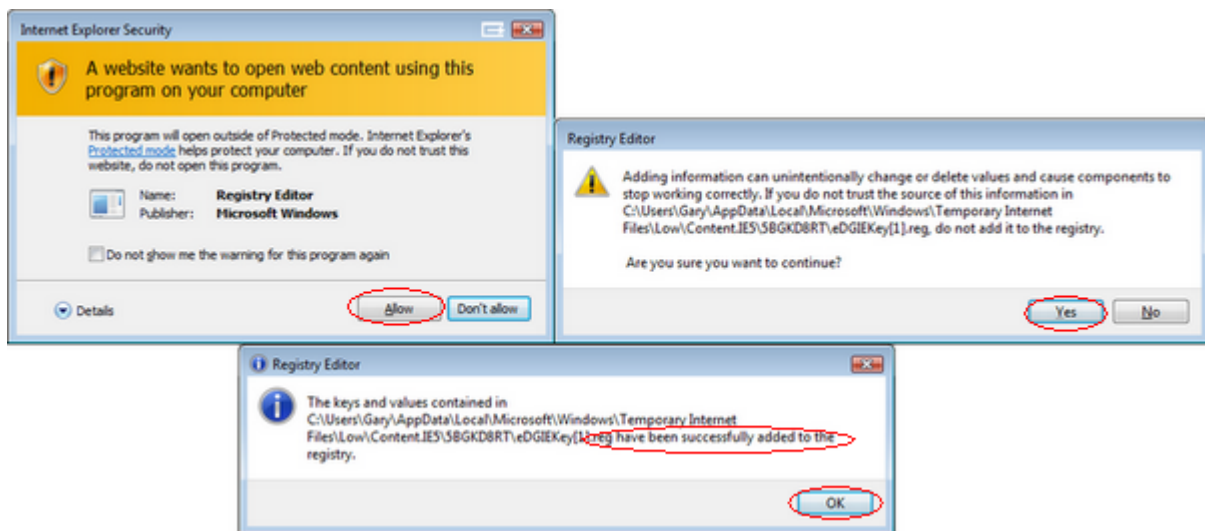 Internet Explorer Security
A website wants to open web content using this
program on your computer
This program will open outside of Protected mode. Internet Explorer's
Protected mode helps protect your computer. If you do not trust this
website, do not open this program.
Name: Registry Editor
Publisher: Microsoft Windows
Do not show me the warning for this program again
Details
Allow
Don't allow
Registry Editor
Adding information can unintentionally change or delete values and cause components to
stop working correctly. If you do not trust the source of this information in
C:\Users\Gary\AppData\Local\Microsoft\Windows\Temporary Internet
Files\Low\Content.IE5\5BGKD8RT\eDGIEKey[1].reg, do not add it to the registry.
Are you sure you want to continue?
Yes
No
Registry Editor
The keys and values contained in
C:\Users\Gary\AppData\Local\Microsoft\Windows\Temporary Internet
Files\Low\Content.IE5\5BGKD8RT\eDGIEKey[1].reg have been successfully added to the
registry.
OK